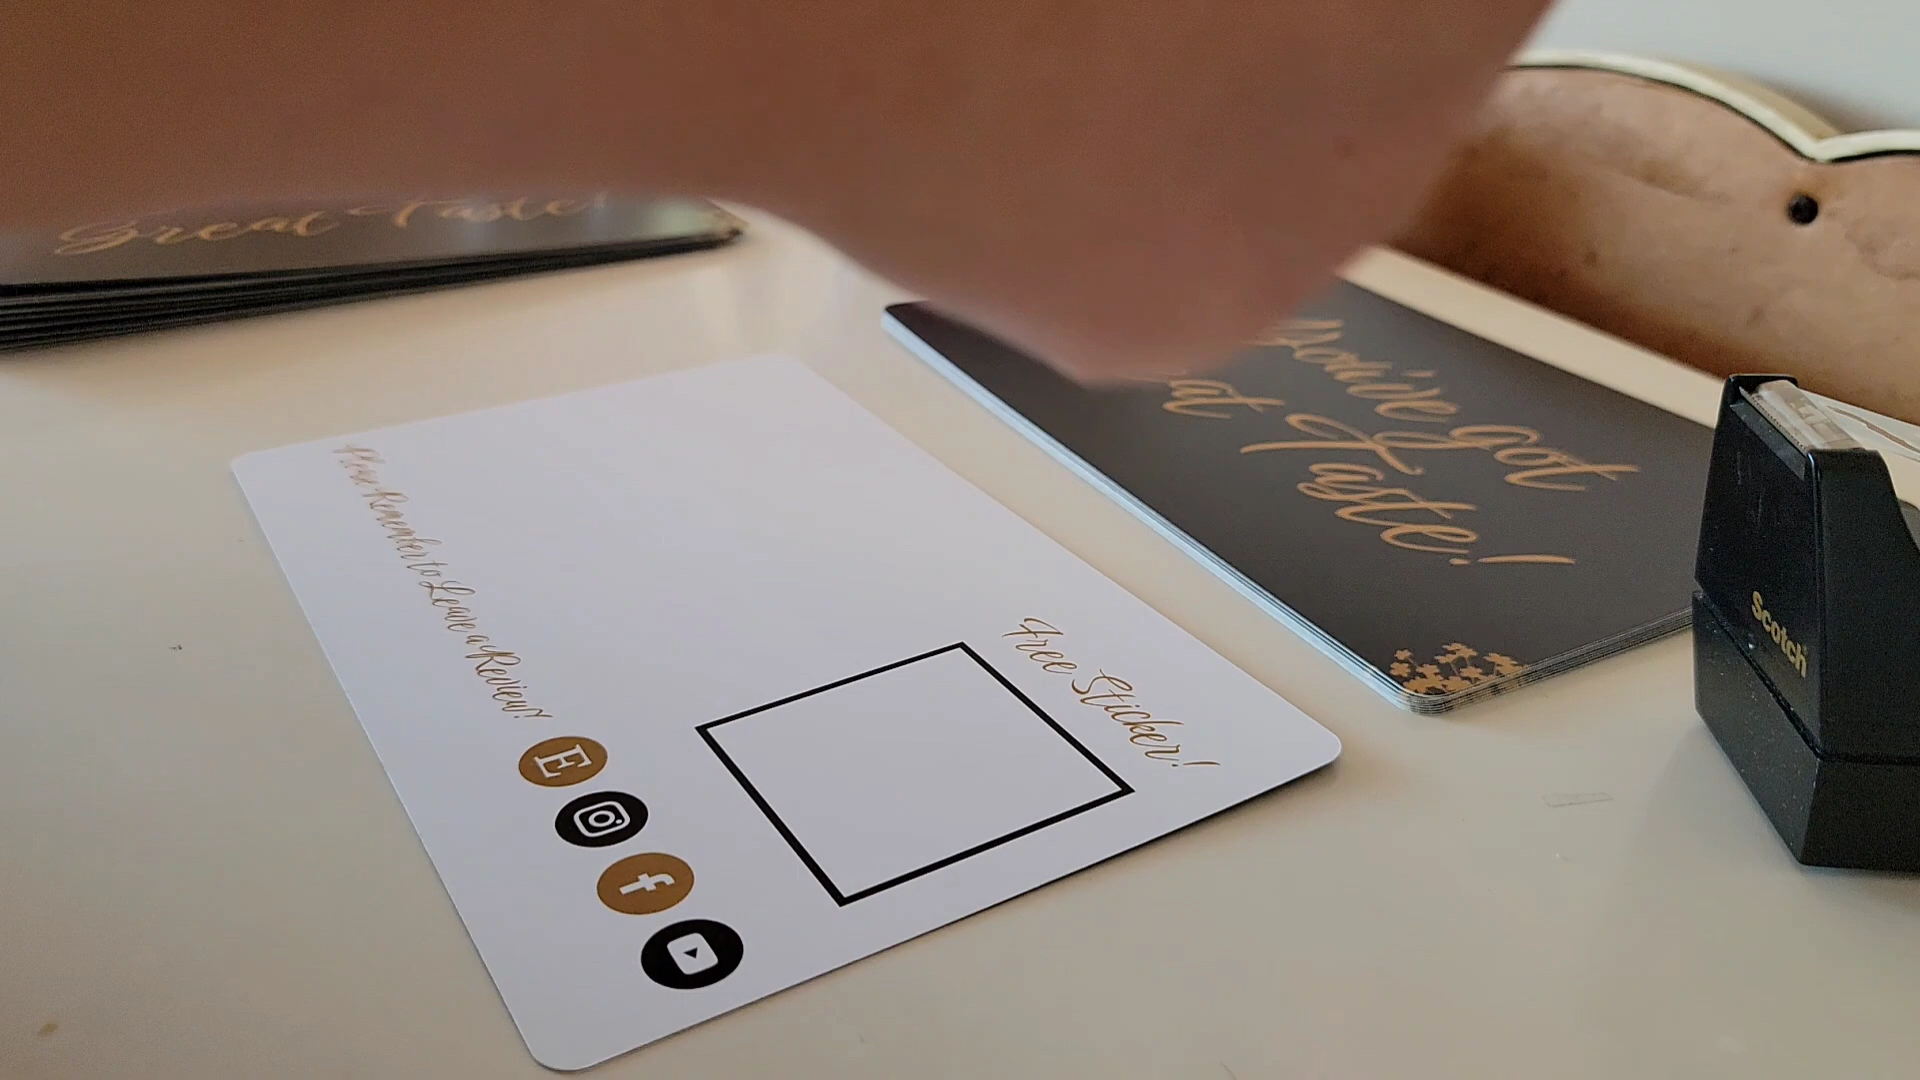 Great Taste!
You've got
at Taste!
Free Sticker!
Please Remember to Leave a Review!
E
f
Scotch